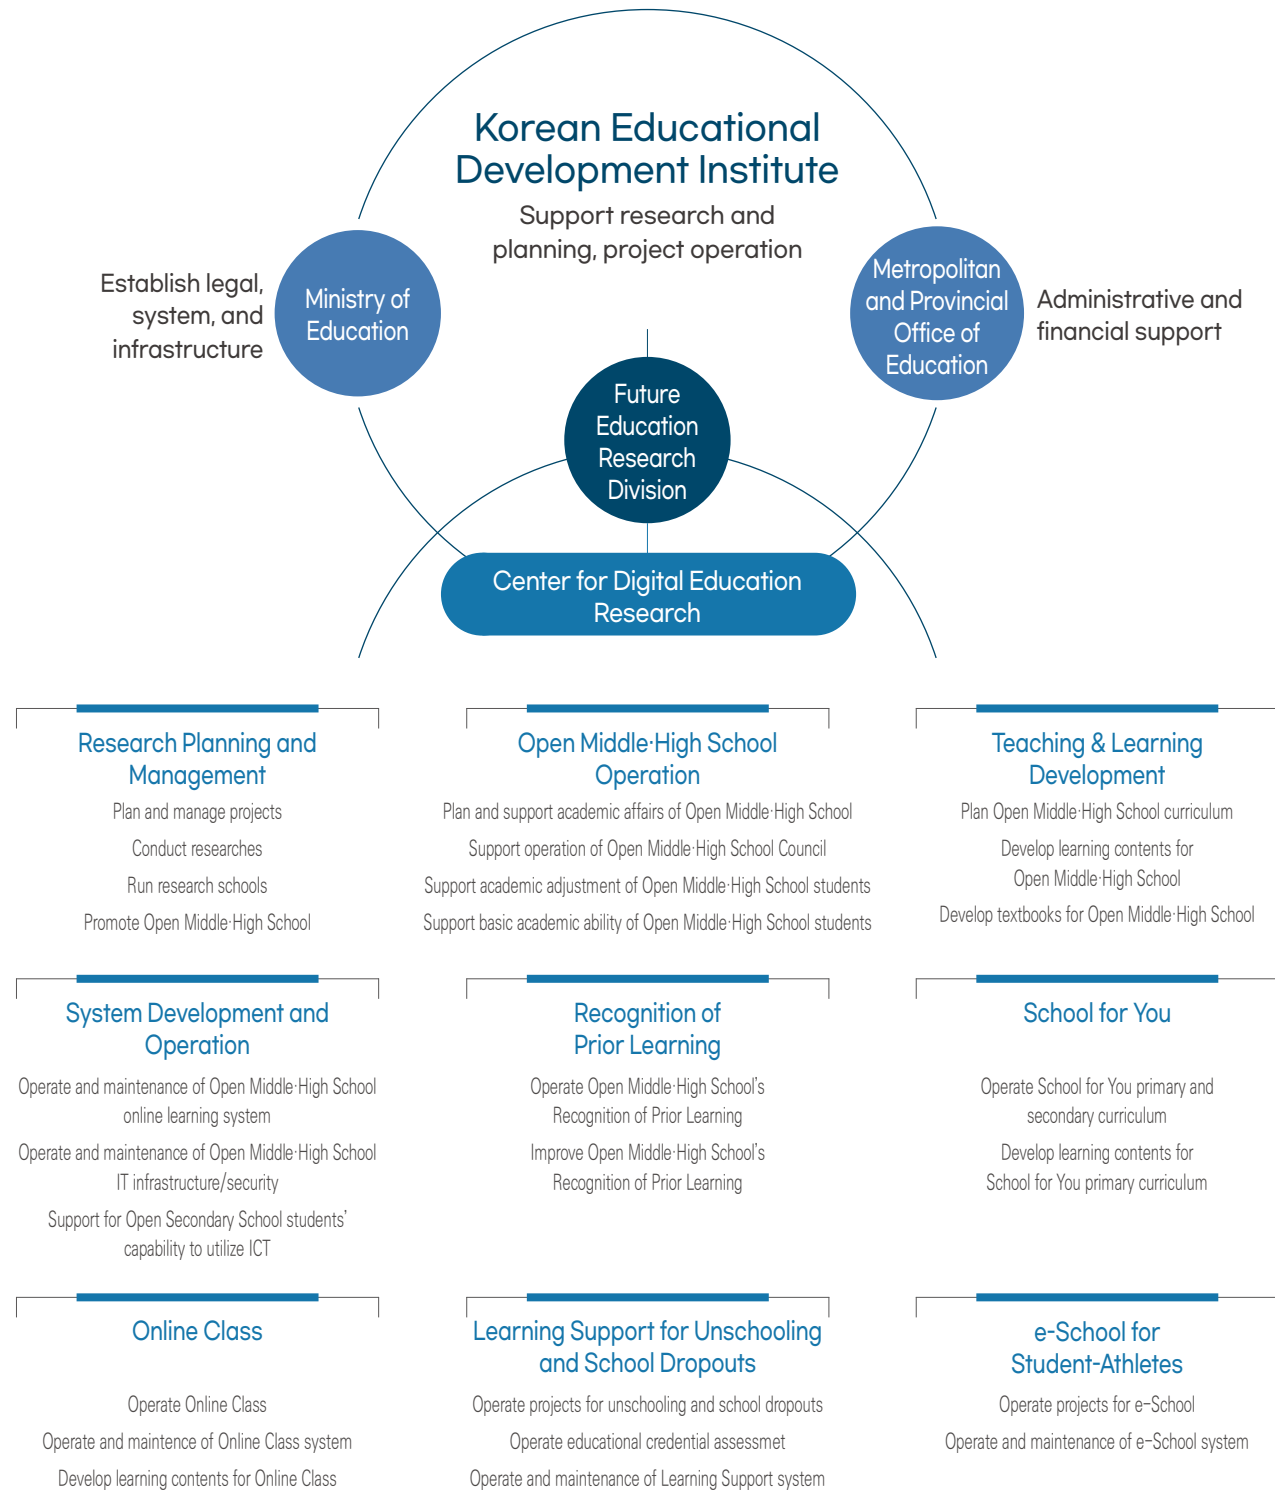 Korean Educational
Development Institute
Support research and
planning, project operation
Establish legal,
system, and
infrastructure
Ministry of
Education
Metropolitan
and Provincial
Office of
Education
Administrative and
financial support
Future
Education
Research
Division
Center for Digital Education
Research
Research Planning and
Management
Plan and manage projects
Conduct researches
Run research schools
Promote Open Middle·High School
Open Middle·High School
Operation
Plan and support academic affairs of Open Middle·High School
Support operation of Open Middle·High School Council
Support academic adjustment of Open Middle·High School students
Support basic academic ability of Open Middle·High School students
Teaching & Learning
Development
Plan Open Middle·High School curriculum
Develop learning contents for
Open Middle·High School
Develop textbooks for Open Middle·High School
System Development and
Operation
Operate and maintenance of Open Middle·High School
online learning system
Operate and maintenance of Open Middle·High School
IT infrastructure/security
Support for Open Secondary School students'
capability to utilize ICT
Recognition of
Prior Learning
Operate Open Middle·High School's
Recognition of Prior Learning
Improve Open Middle·High School's
Recognition of Prior Learning
School for You
Operate School for You primary and
secondary curriculum
Develop learning contents for
School for You primary curriculum
Online Class
Operate Online Class
Operate and maintence of Online Class system
Develop learning contents for Online Class
Learning Support for Unschooling
and School Dropouts
Operate projects for unschooling and school dropouts
Operate educational credential assessmet
Operate and maintenance of Learning Support system
e-School for
Student-Athletes
Operate projects for e-School
Operate and maintenance of e-School system